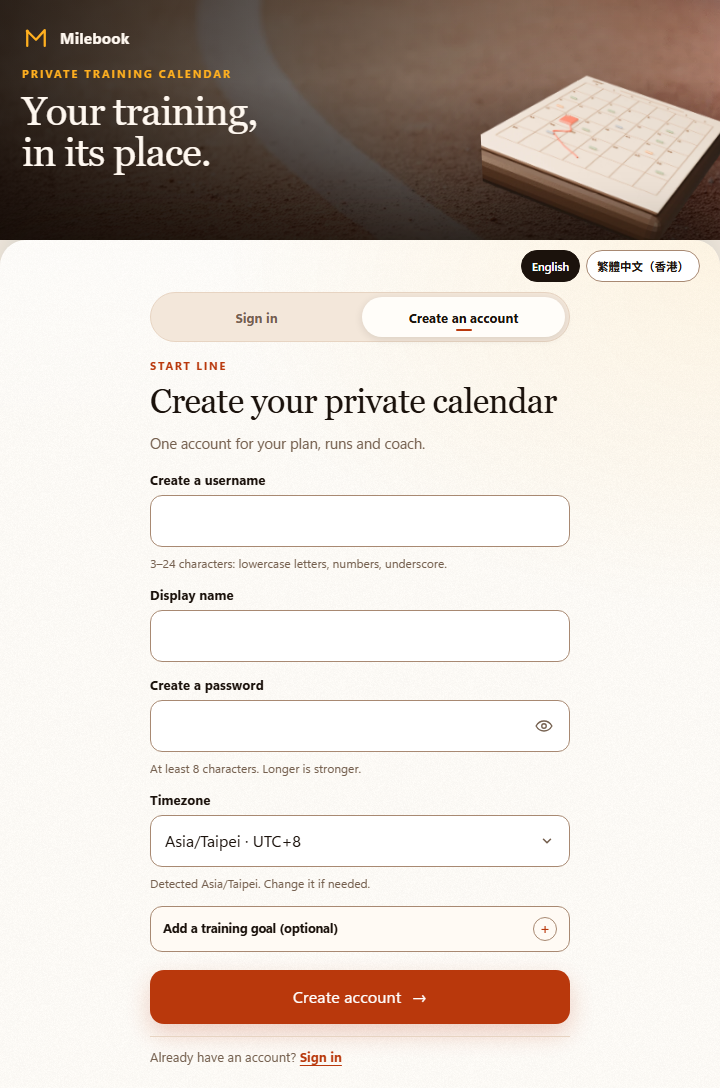 Milebook
PRIVATE TRAINING CALENDAR
Your training,
in its place.
English
繁體中文（香港）
Sign in
Create an account
START LINE
Create your private calendar
One account for your plan, runs and coach.
Create a username
3–24 characters: lowercase letters, numbers, underscore.
Display name
Create a password
At least 8 characters. Longer is stronger.
Timezone
Asia/Taipei · UTC+8
Detected Asia/Taipei. Change it if needed.
Add a training goal (optional)
Create account →
Already have an account? Sign in